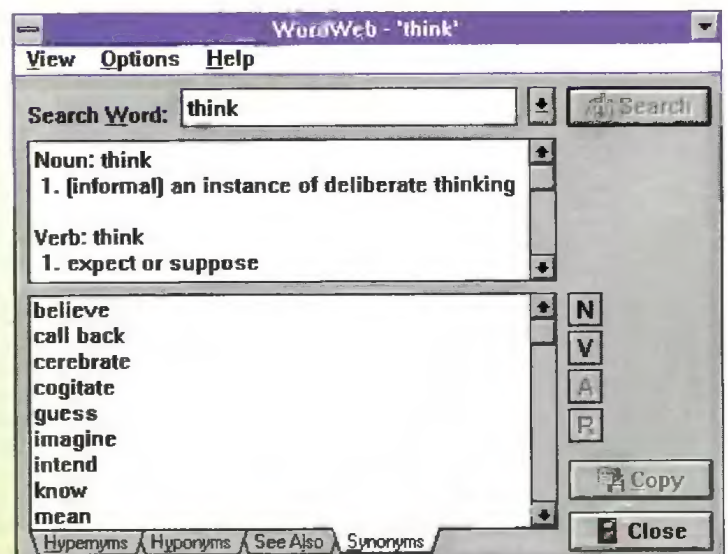 WordWeb - 'think'
View Options Help
Search Word: think Search
Noun: think
1. (informal) an instance of deliberate thinking
Verb: think
1. expect or suppose
believe
call back
cerebrate
cogitate
guess
imagine
intend
know
mean
N
V
A
R
Copy
Close
Hypernyms Hyponyms See Also Synonyms